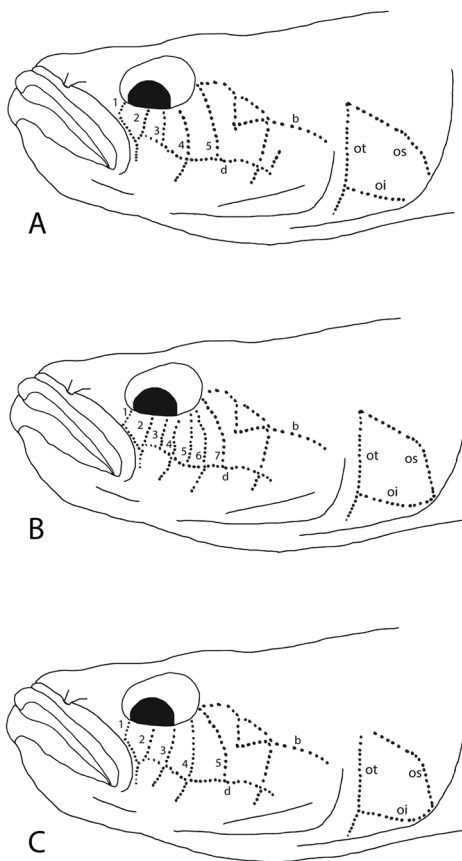 1 2 3 4 5 b d ot os oi
A
1 2 3 4 5 6 7 b d ot os oi
B
1 2 3 4 5 b d ot os oi
C